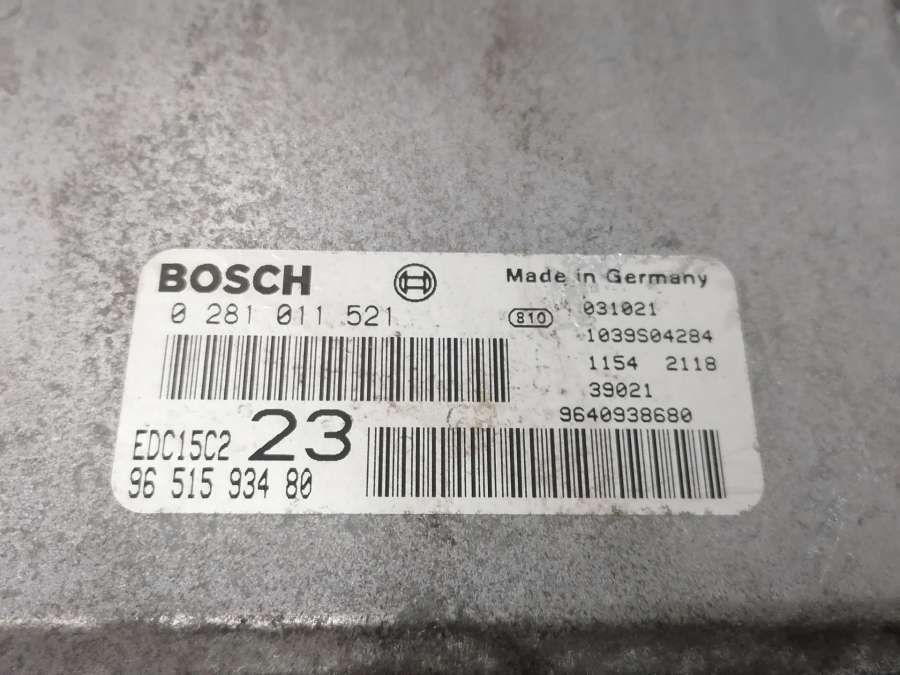 BOSCH
Made in Germany
0 281 011 521
810
031021
1039S04284
1154 2118
39021
9640938680
EDC15C2 23
96 515 934 80